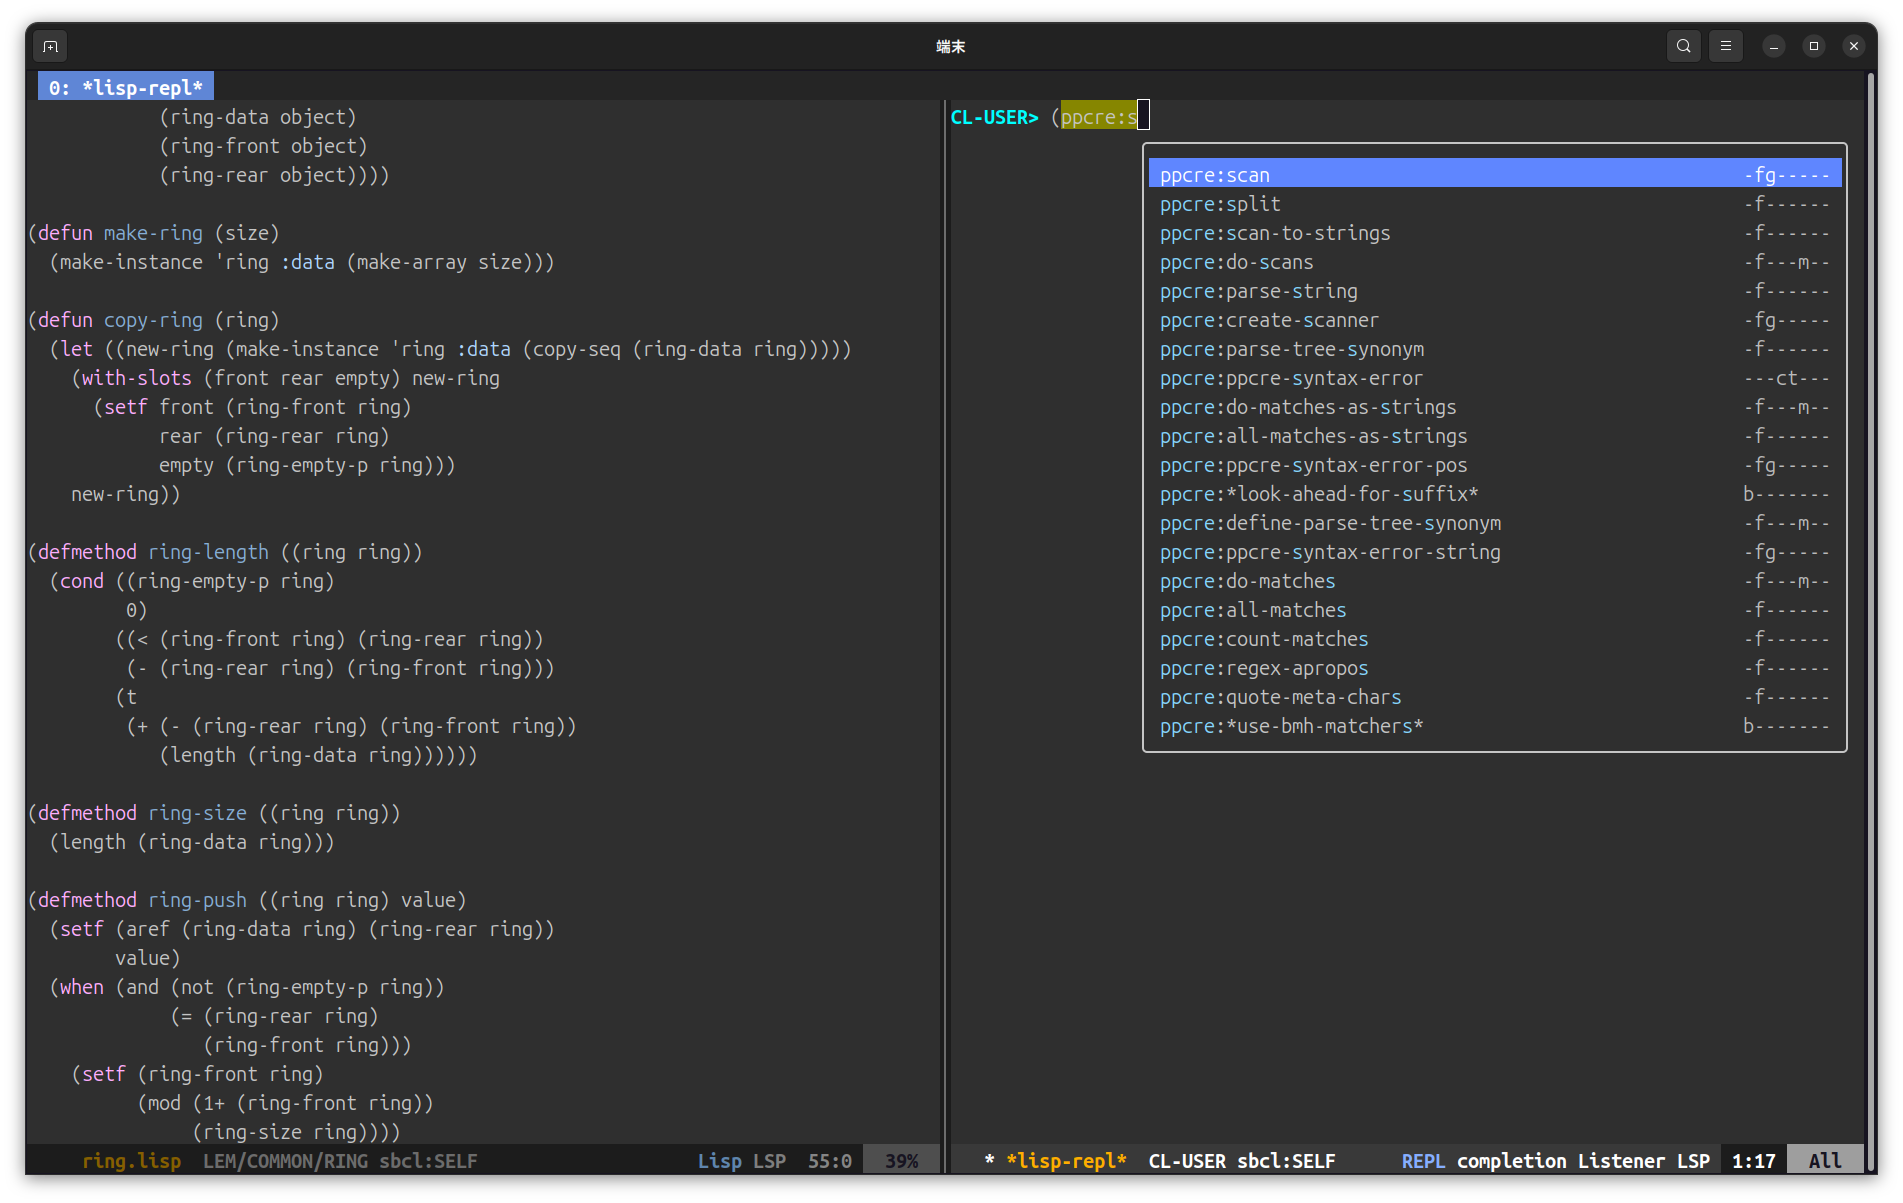 端末
0: *lisp-repl*
(ring-data object)
(ring-front object)
(ring-rear object))))
(defun make-ring (size)
(make-instance 'ring :data (make-array size)))
(defun copy-ring (ring)
(let ((new-ring (make-instance 'ring :data (copy-seq (ring-data ring)))))
(with-slots (front rear empty) new-ring
(setf front (ring-front ring)
rear (ring-rear ring)
empty (ring-empty-p ring)))
new-ring))
(defmethod ring-length ((ring ring))
(cond ((ring-empty-p ring)
0)
((< (ring-front ring) (ring-rear ring))
(- (ring-rear ring) (ring-front ring)))
(t
(+ (- (ring-rear ring) (ring-front ring))
(length (ring-data ring))))))
(defmethod ring-size ((ring ring))
(length (ring-data ring)))
(defmethod ring-push ((ring ring) value)
(setf (aref (ring-data ring) (ring-rear ring))
value)
(when (and (not (ring-empty-p ring))
(= (ring-rear ring)
(ring-front ring)))
(setf (ring-front ring)
(mod (1+ (ring-front ring))
(ring-size ring))))
ring.lisp LEM/COMMON/RING sbcl:SELF Lisp LSP 55:0 39%
CL-USER> (ppcre:s
ppcre:scan -fg-----
ppcre:split -f------
ppcre:scan-to-strings -f------
ppcre:do-scans -f---m--
ppcre:parse-string -f------
ppcre:create-scanner -fg-----
ppcre:parse-tree-synonym -f------
ppcre:ppcre-syntax-error ---ct---
ppcre:do-matches-as-strings -f---m--
ppcre:all-matches-as-strings -f------
ppcre:ppcre-syntax-error-pos -fg-----
ppcre:*look-ahead-for-suffix* b-------
ppcre:define-parse-tree-synonym -f---m--
ppcre:ppcre-syntax-error-string -fg-----
ppcre:do-matches -f---m--
ppcre:all-matches -f------
ppcre:count-matches -f------
ppcre:regex-apropos -f------
ppcre:quote-meta-chars -f------
ppcre:*use-bmh-matchers* b-------
* *lisp-repl* CL-USER sbcl:SELF REPL completion Listener LSP 1:17 All